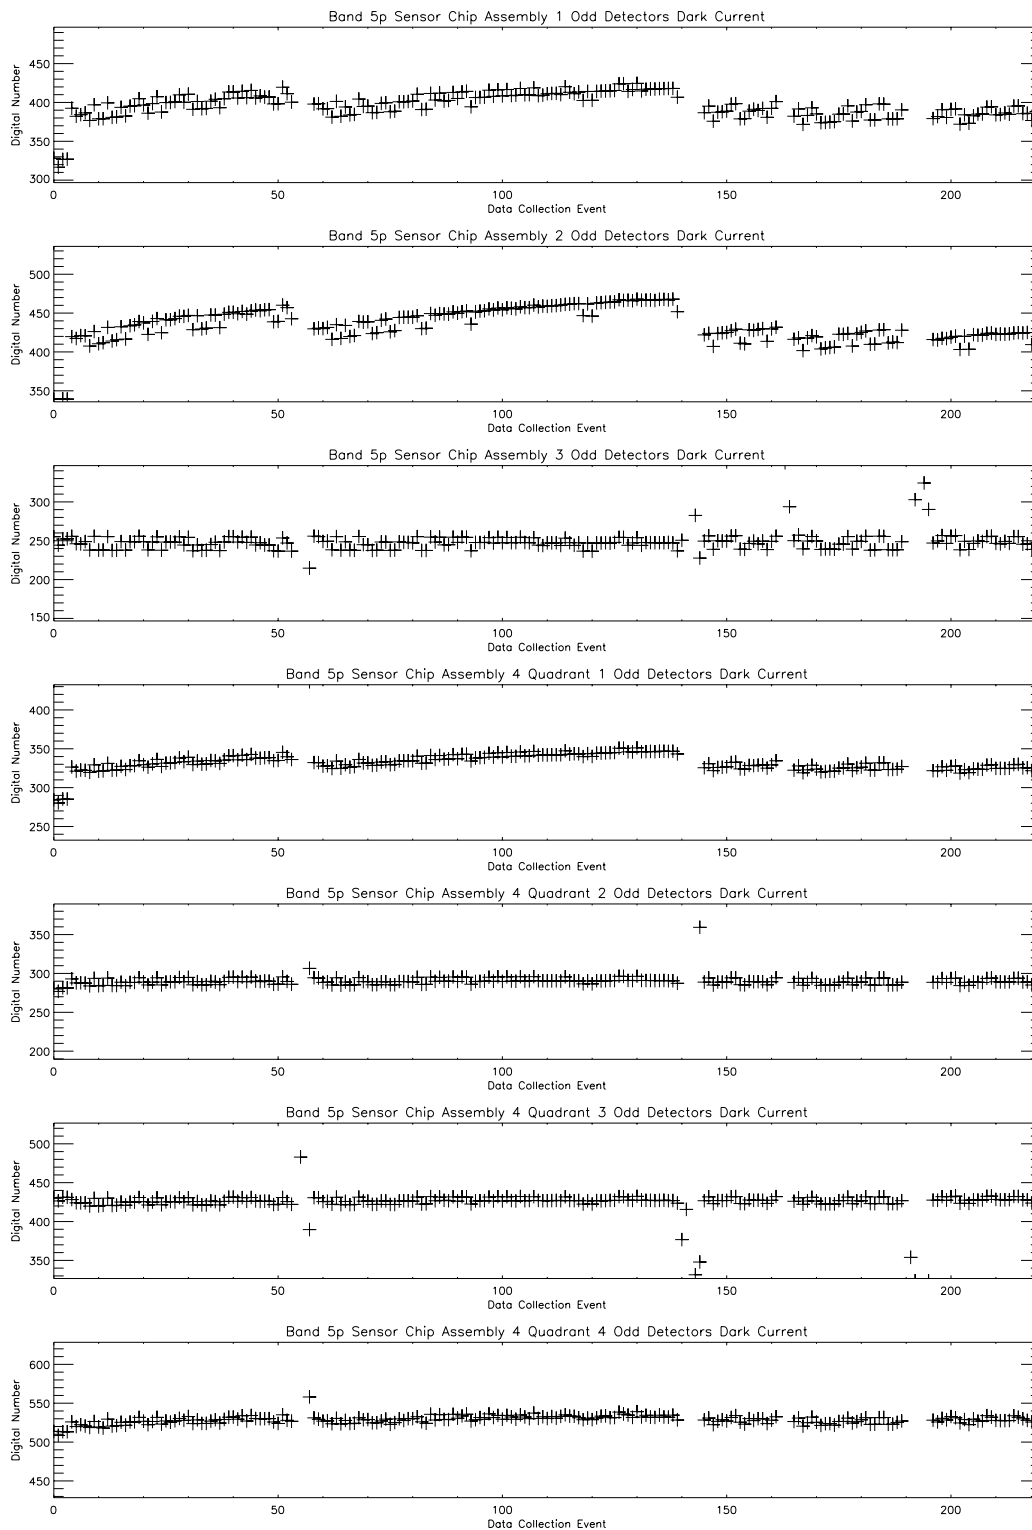 Band 5p Sensor Chip Assembly 1 Odd Detectors Dark Current
Digital Number
450
400
350
300
0 50 100 150 200
Data Collection Event
Band 5p Sensor Chip Assembly 2 Odd Detectors Dark Current
Digital Number
500
450
400
350
0 50 100 150 200
Data Collection Event
Band 5p Sensor Chip Assembly 3 Odd Detectors Dark Current
Digital Number
300
250
200
150
0 50 100 150 200
Data Collection Event
Band 5p Sensor Chip Assembly 4 Quadrant 1 Odd Detectors Dark Current
Digital Number
400
350
300
250
0 50 100 150 200
Data Collection Event
Band 5p Sensor Chip Assembly 4 Quadrant 2 Odd Detectors Dark Current
Digital Number
350
300
250
200
0 50 100 150 200
Data Collection Event
Band 5p Sensor Chip Assembly 4 Quadrant 3 Odd Detectors Dark Current
Digital Number
500
450
400
350
0 50 100 150 200
Data Collection Event
Band 5p Sensor Chip Assembly 4 Quadrant 4 Odd Detectors Dark Current
Digital Number
600
550
500
450
0 50 100 150 200
Data Collection Event